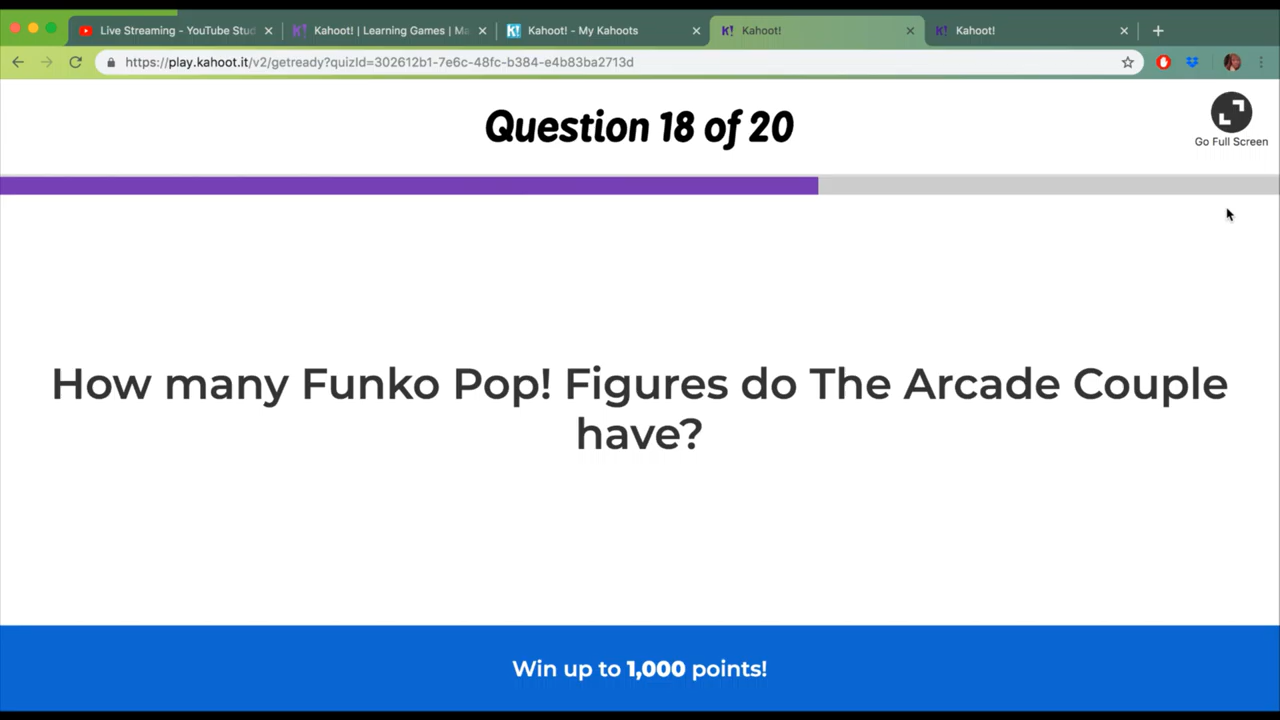 Live Streaming - YouTube Stud
Kahoot! | Learning Games | Ma
Kahoot! - My Kahoots
Kahoot!
Kahoot!
https://play.kahoot.it/v2/getready?quizId=302612b1-7e6c-48fc-b384-e4b83ba2713d
Question 18 of 20
Go Full Screen
How many Funko Pop! Figures do The Arcade Couple
have?
Win up to 1,000 points!